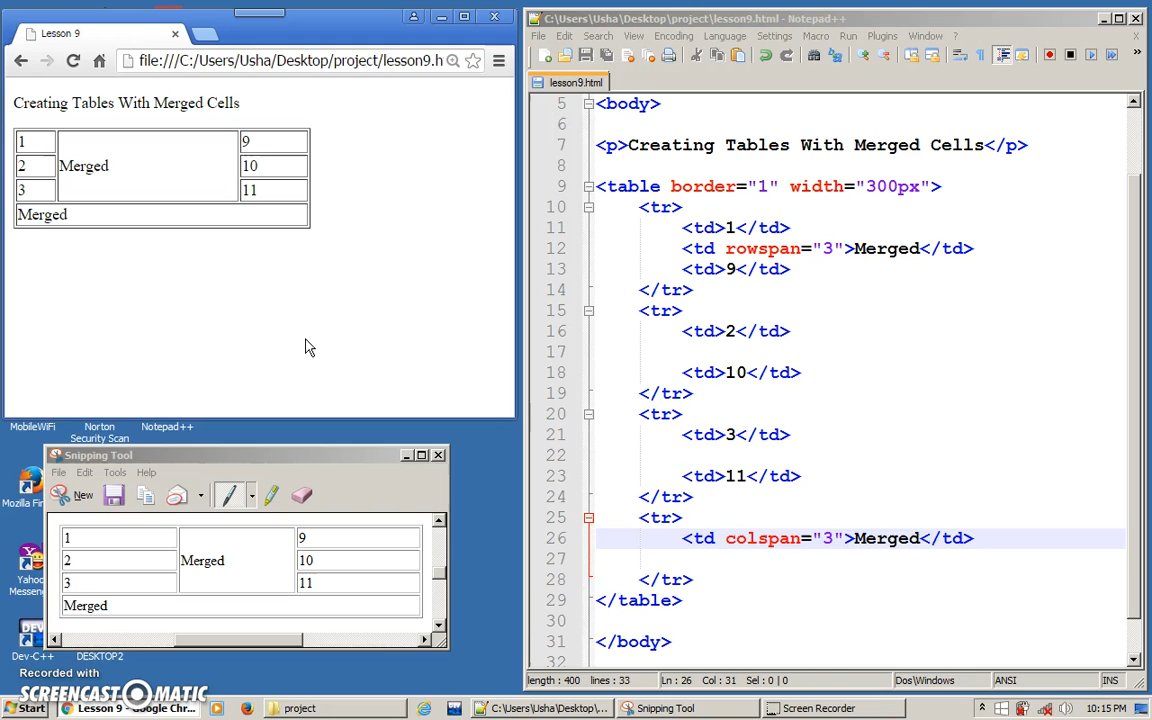 Lesson 9
file:///C:/Users/Usha/Desktop/project/lesson9.h
Creating Tables With Merged Cells
1 Merged 9
2 10
3 11
Merged
MobileWiFi Norton Security Scan Notepad++
Mozilla Fir
Yahoo
Messeng
Dev-C++ DESKTOP2
Snipping Tool
File Edit Tools Help
New
1 Merged 9
2 10
3 11
Merged
Recorded with
SCREENCAST-O-MATIC
C:\Users\Usha\Desktop\project\lesson9.html - Notepad++
File Edit Search View Encoding Language Settings Macro Run Plugins Window ?
lesson9.html
5 <body>
6
7 <p>Creating Tables With Merged Cells</p>
8
9 <table border="1" width="300px">
10 <tr>
11 <td>1</td>
12 <td rowspan="3">Merged</td>
13 <td>9</td>
14 </tr>
15 <tr>
16 <td>2</td>
17
18 <td>10</td>
19 </tr>
20 <tr>
21 <td>3</td>
22
23 <td>11</td>
24 </tr>
25 <tr>
26 <td colspan="3">Merged</td>
27
28 </tr>
29 </table>
30
31 </body>
32
length : 400 lines : 33 Ln : 26 Col : 31 Sel : 0 | 0 Dos\Windows ANSI INS
Start Lesson 9 - Google Chr... project C:\Users\Usha\Desktop\... Snipping Tool Screen Recorder 10:15 PM